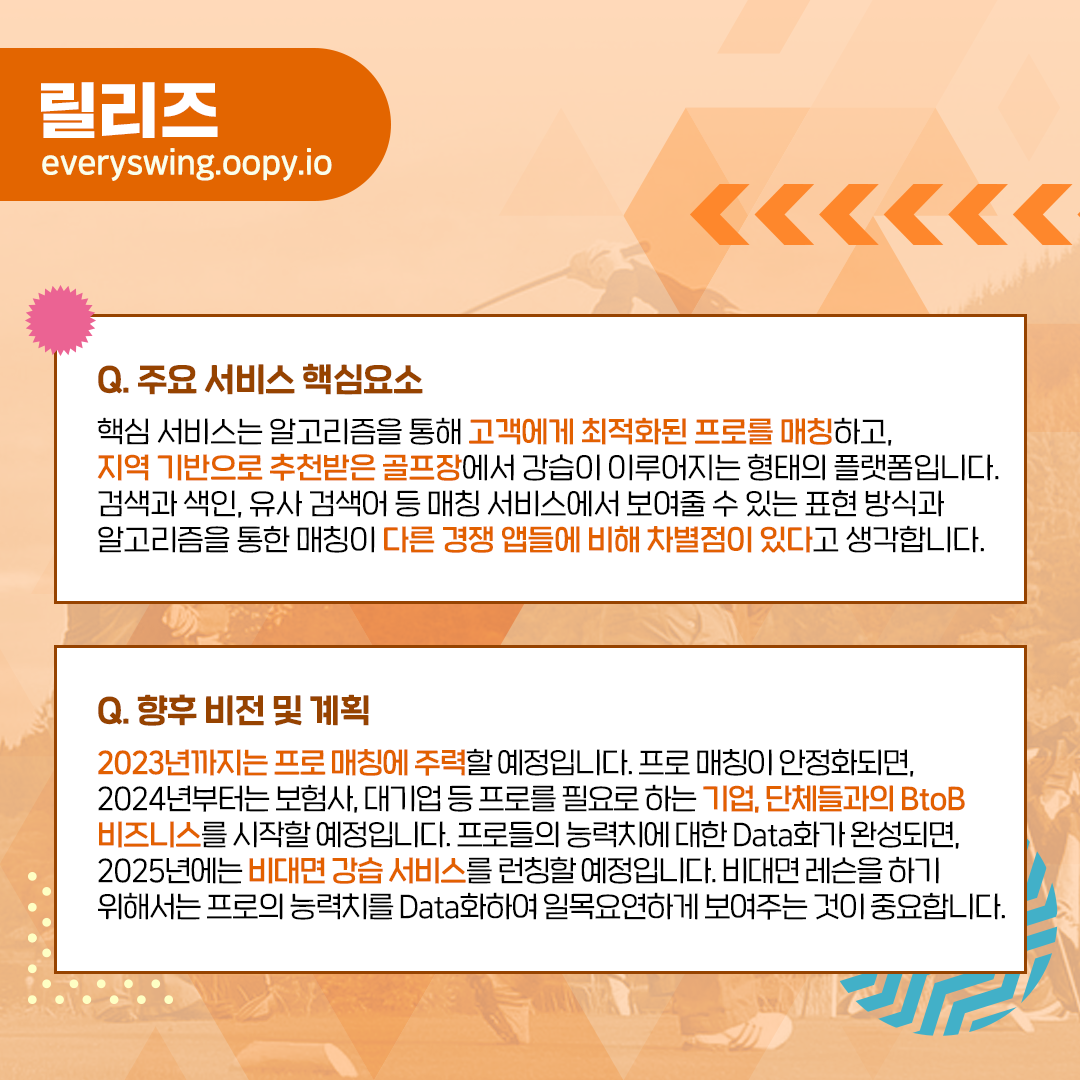 릴리즈
everyswing.oopy.io
Q. 주요 서비스 핵심요소
핵심 서비스는 알고리즘을 통해 고객에게 최적화된 프로를 매칭하고,
지역 기반으로 추천받은 골프장에서 강습이 이루어지는 형태의 플랫폼입니다.
검색과 색인, 유사 검색어 등 매칭 서비스에서 보여줄 수 있는 표현 방식과
알고리즘을 통한 매칭이 다른 경쟁 앱들에 비해 차별점이 있다고 생각합니다.
Q. 향후 비전 및 계획
2023년까지는 프로 매칭에 주력할 예정입니다. 프로 매칭이 안정화되면,
2024년부터는 보험사, 대기업 등 프로를 필요로 하는 기업, 단체들과의 BtoB
비즈니스를 시작할 예정입니다. 프로들의 능력치에 대한 Data화가 완성되면,
2025년에는 비대면 강습 서비스를 런칭할 예정입니다. 비대면 레슨을 하기
위해서는 프로의 능력치를 Data화하여 일목요연하게 보여주는 것이 중요합니다.